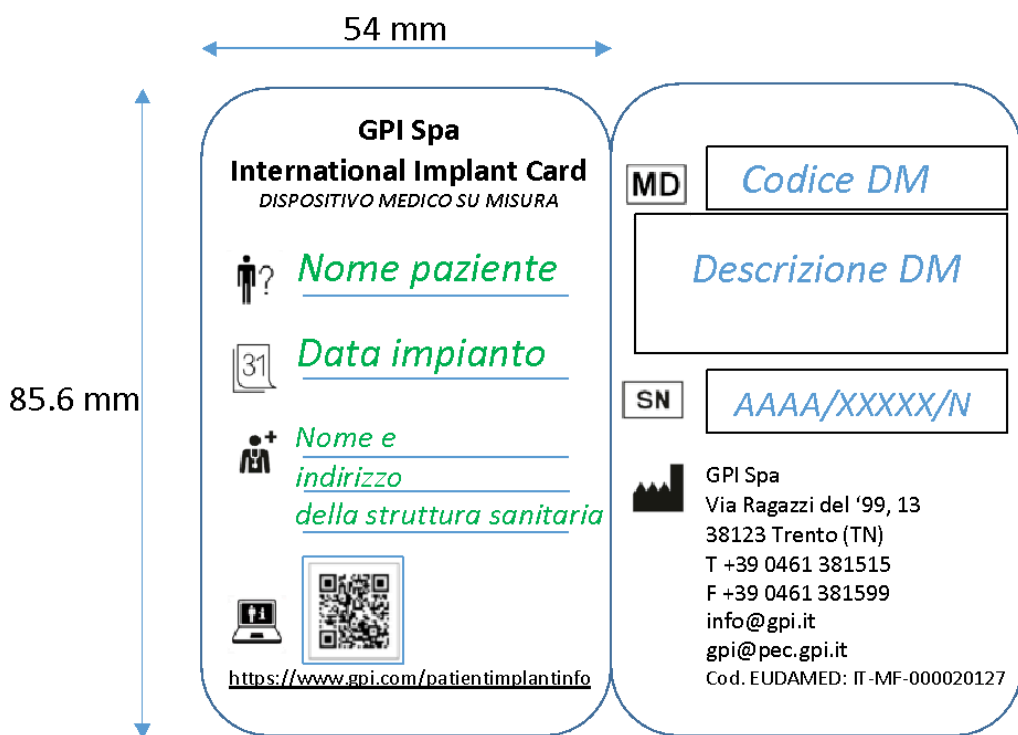 54 mm
85.6 mm
GPI Spa
International Implant Card
DISPOSITIVO MEDICO SU MISURA
?
Nome paziente
31
Data impianto
Nome e
indirizzo
della struttura sanitaria
i
https://www.gpi.com/patientimplantinfo
MD
Codice DM
Descrizione DM
SN
AAAA/XXXXX/N
GPI Spa
Via Ragazzi del ‘99, 13
38123 Trento (TN)
T +39 0461 381515
F +39 0461 381599
info@gpi.it
gpi@pec.gpi.it
Cod. EUDAMED: IT-MF-000020127